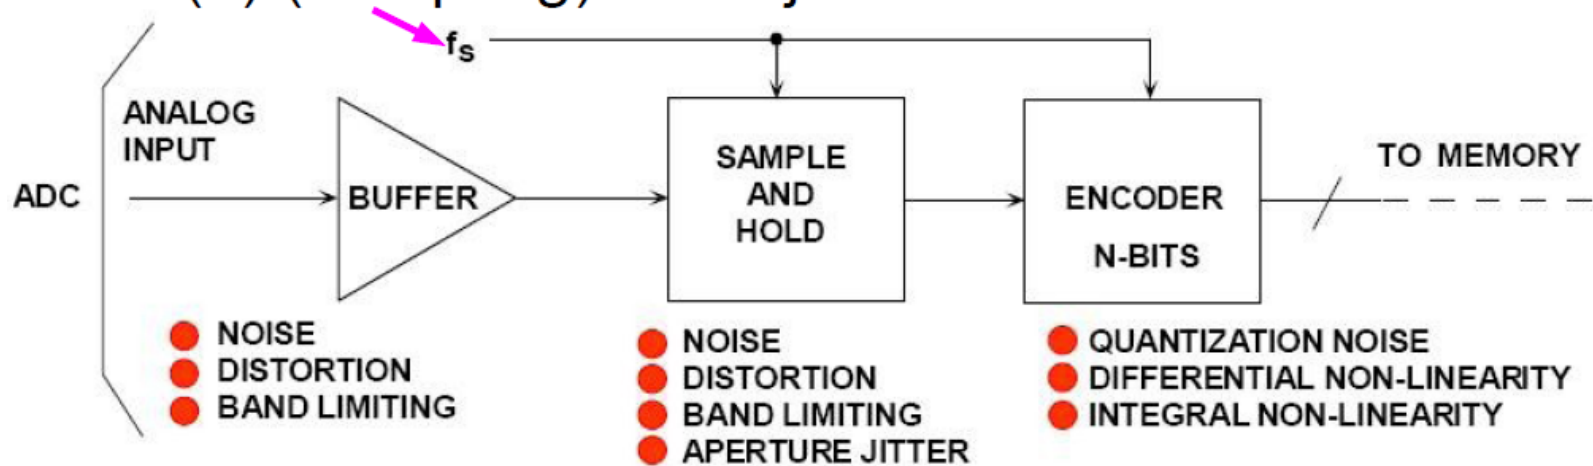 fs
ANALOG
INPUT
ADC
BUFFER
SAMPLE
AND
HOLD
ENCODER
N-BITS
TO MEMORY
NOISE
DISTORTION
BAND LIMITING
NOISE
DISTORTION
BAND LIMITING
APERTURE JITTER
QUANTIZATION NOISE
DIFFERENTIAL NON-LINEARITY
INTEGRAL NON-LINEARITY